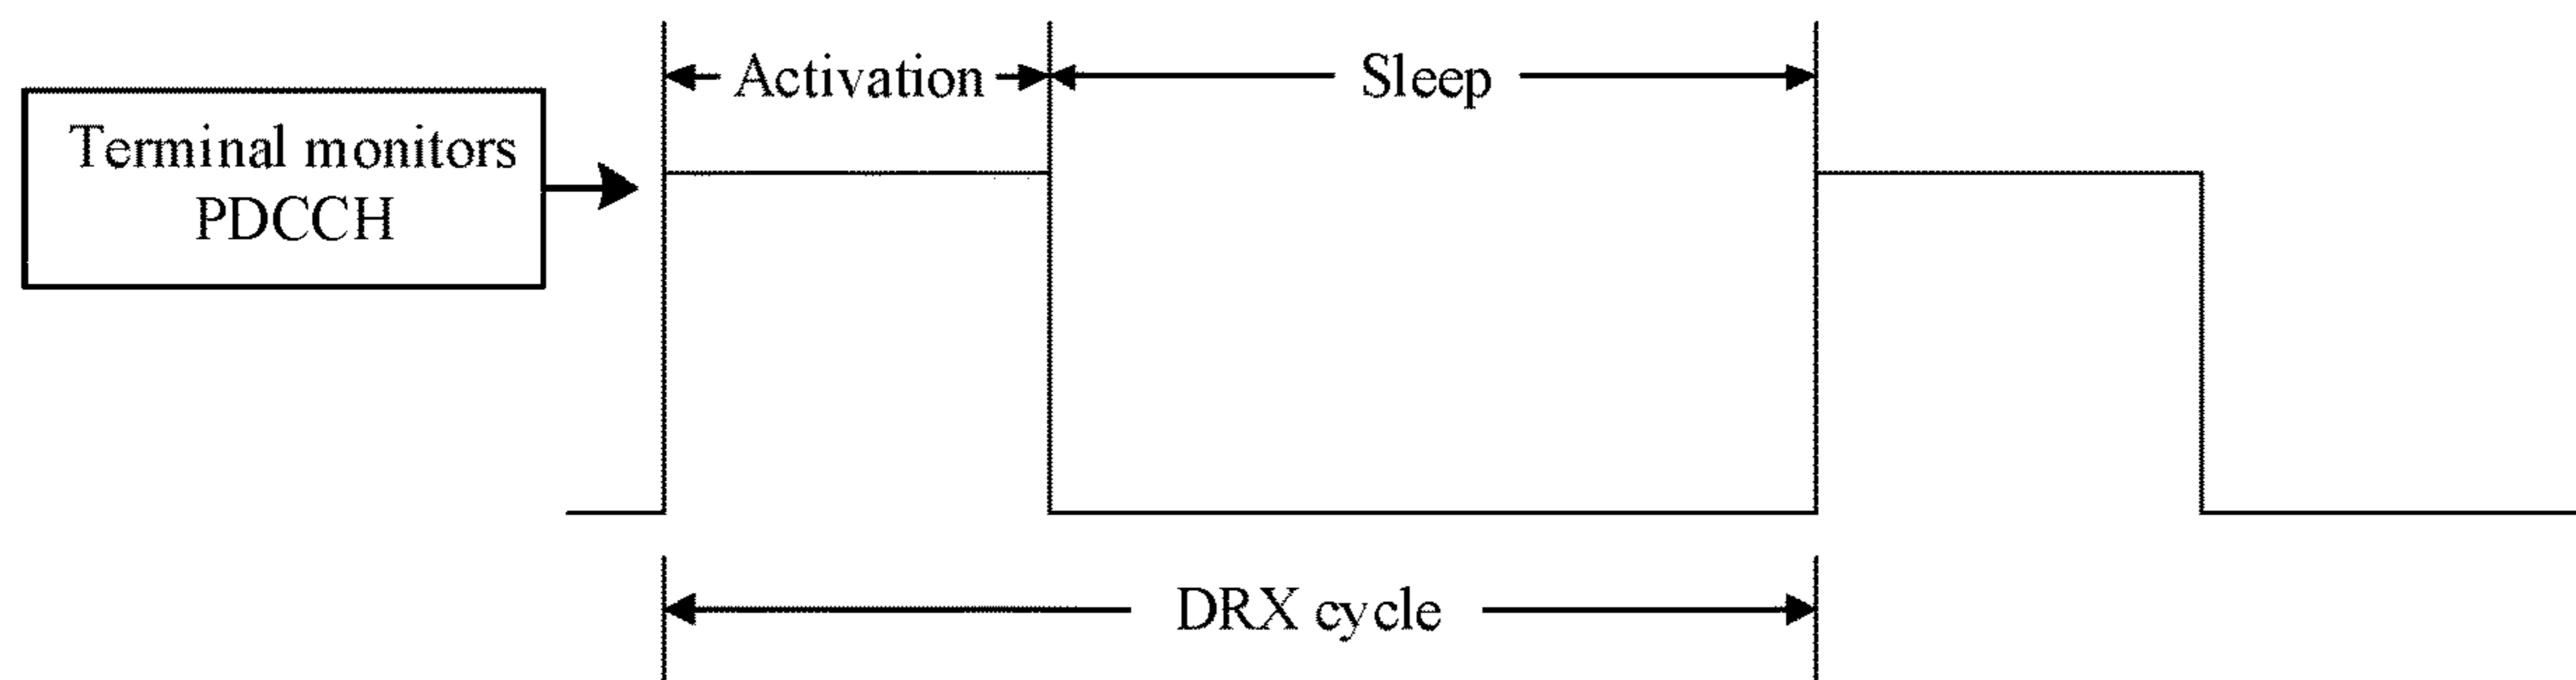 Activation
Sleep
Terminal monitors
PDCCH
DRX cycle